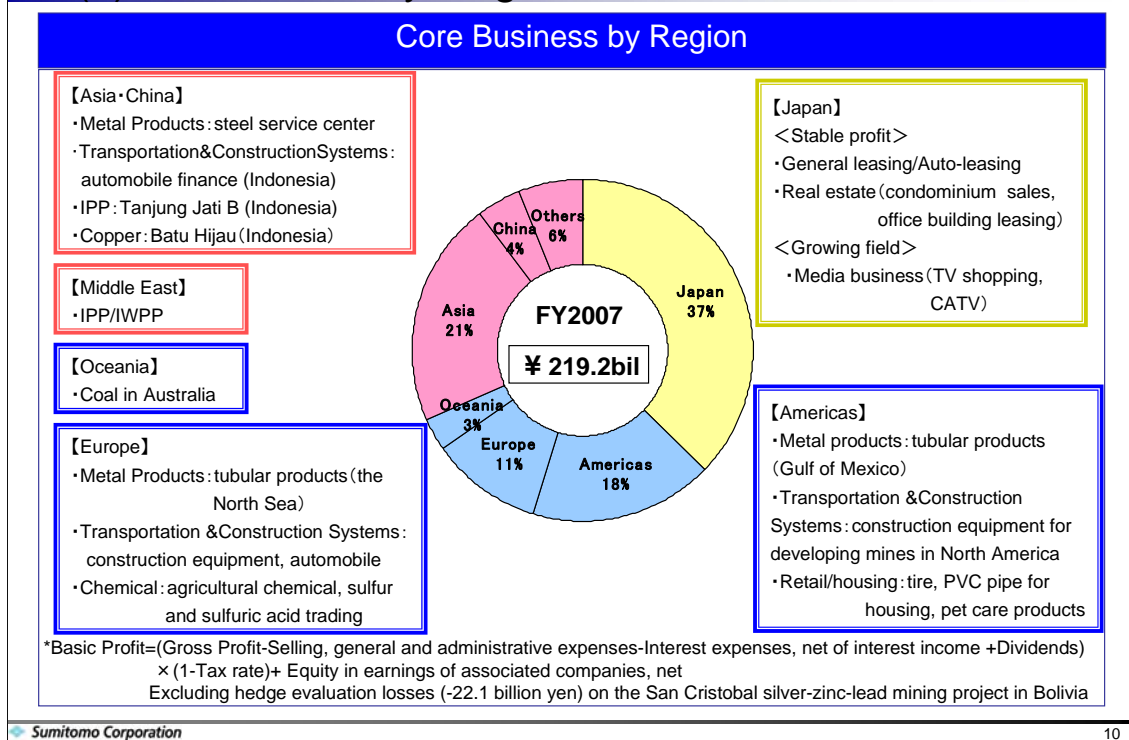 Core Business by Region
【Asia・China】
・Metal Products：steel service center
・Transportation&ConstructionSystems：
automobile finance (Indonesia)
・IPP：Tanjung Jati B (Indonesia)
・Copper：Batu Hijau（Indonesia）
【Middle East】
・IPP/IWPP
【Oceania】
・Coal in Australia
【Europe】
・Metal Products：tubular products（the
North Sea）
・Transportation &Construction Systems：
construction equipment, automobile
・Chemical：agricultural chemical, sulfur
and sulfuric acid trading
Others
6%
China
4%
Japan
37%
Asia
21%
FY2007
¥ 219.2bil
Oceania
3%
Europe
11%
Americas
18%
【Japan】
＜Stable profit＞
・General leasing/Auto-leasing
・Real estate（condominium sales,
office building leasing）
＜Growing field＞
・Media business（TV shopping,
CATV）
【Americas】
・Metal products：tubular products
（Gulf of Mexico）
・Transportation &Construction
Systems：construction equipment for
developing mines in North America
・Retail/housing：tire, PVC pipe for
housing, pet care products
*Basic Profit=(Gross Profit-Selling, general and administrative expenses-Interest expenses, net of interest income +Dividends)
×(1-Tax rate)+ Equity in earnings of associated companies, net
Excluding hedge evaluation losses (-22.1 billion yen) on the San Cristobal silver-zinc-lead mining project in Bolivia
Sumitomo Corporation
10